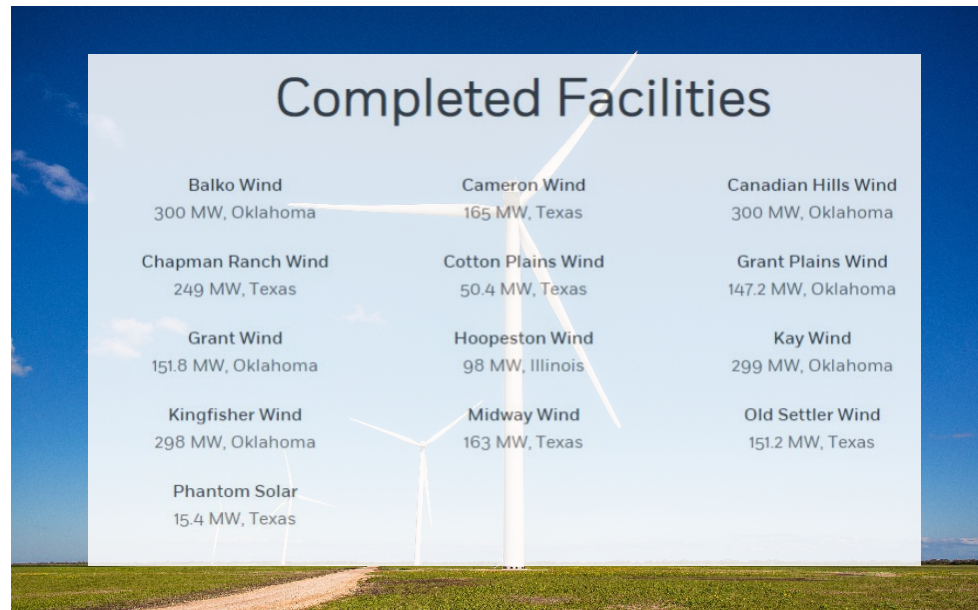 Completed Facilities
Balko Wind
300 MW, Oklahoma
Cameron Wind
165 MW, Texas
Canadian Hills Wind
300 MW, Oklahoma
Chapman Ranch Wind
249 MW, Texas
Cotton Plains Wind
50.4 MW, Texas
Grant Plains Wind
147.2 MW, Oklahoma
Grant Wind
151.8 MW, Oklahoma
Hoopeston Wind
98 MW, Illinois
Kay Wind
299 MW, Oklahoma
Kingfisher Wind
298 MW, Oklahoma
Midway Wind
163 MW, Texas
Old Settler Wind
151.2 MW, Texas
Phantom Solar
15.4 MW, Texas